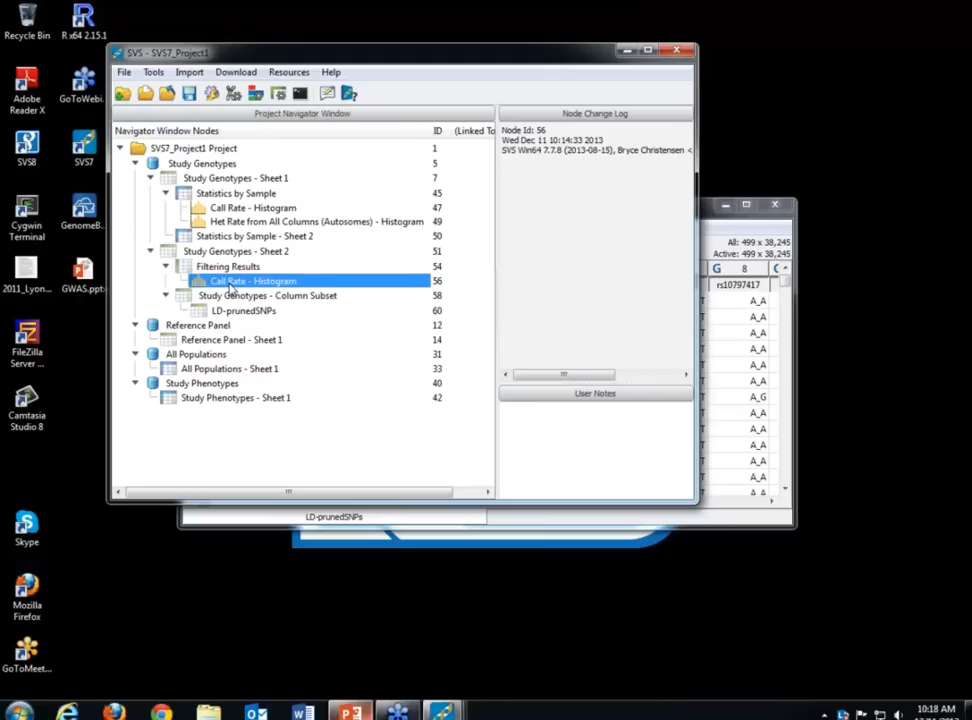 Recycle Bin
R x64 2.15.1
Adobe Reader X
GoToWebi...
SVS8
SVS7
Cygwin Terminal
GenomeB...
2011_Lyon...
GWAS.pptx
FileZilla Server ...
Camtasia Studio 8
Skype
Mozilla Firefox
GoToMeet...
SVS - SVS7_Project1
File Tools Import Download Resources Help
Project Navigator Window
Navigator Window Nodes ID (Linked To
SVS7_Project1 Project 1
Study Genotypes 5
Study Genotypes - Sheet 1 7
Statistics by Sample 45
Call Rate - Histogram 47
Het Rate from All Columns (Autosomes) - Histogram 49
Statistics by Sample - Sheet 2 50
Study Genotypes - Sheet 2 51
Filtering Results 54
Call Rate - Histogram 56
Study Genotypes - Column Subset 58
LD-prunedSNPs 60
Reference Panel 12
Reference Panel - Sheet 1 14
All Populations 31
All Populations - Sheet 1 33
Study Phenotypes 40
Study Phenotypes - Sheet 1 42
Node Change Log
Node Id: 56
Wed Dec 11 10:14:33 2013
SVS Win64 7.7.8 (2013-08-15), Bryce Christensen <
User Notes
All: 499 x 38,245
Active: 499 x 38,245
G 8
rs10797417
A_A
A_A
A_A
A_A
A_A
A_A
A_G
A_A
A_A
A_A
A_A
A_A
A_A
LD-prunedSNPs
10:18 AM